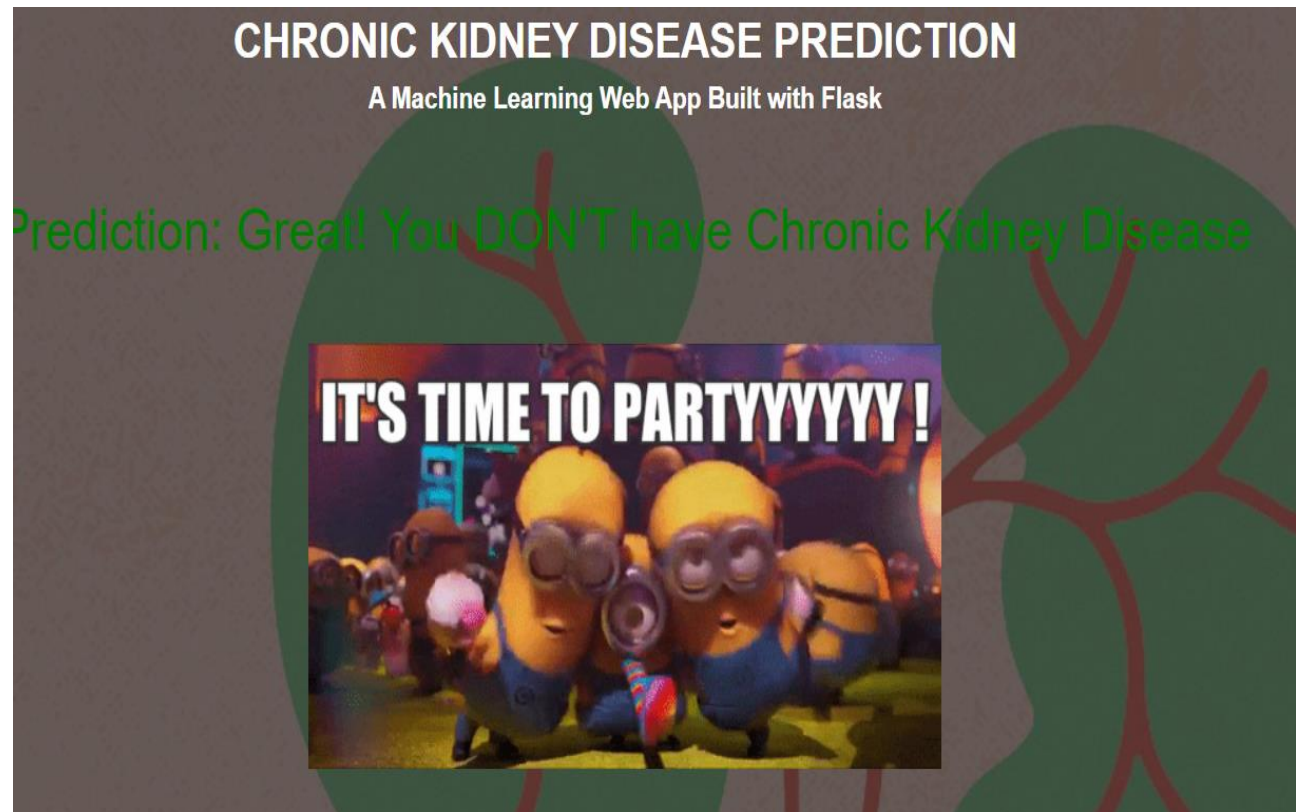 CHRONIC KIDNEY DISEASE PREDICTION
A Machine Learning Web App Built with Flask
Prediction: Great! You DON'T have Chronic Kidney Disease
IT'S TIME TO PARTYYYYYY !